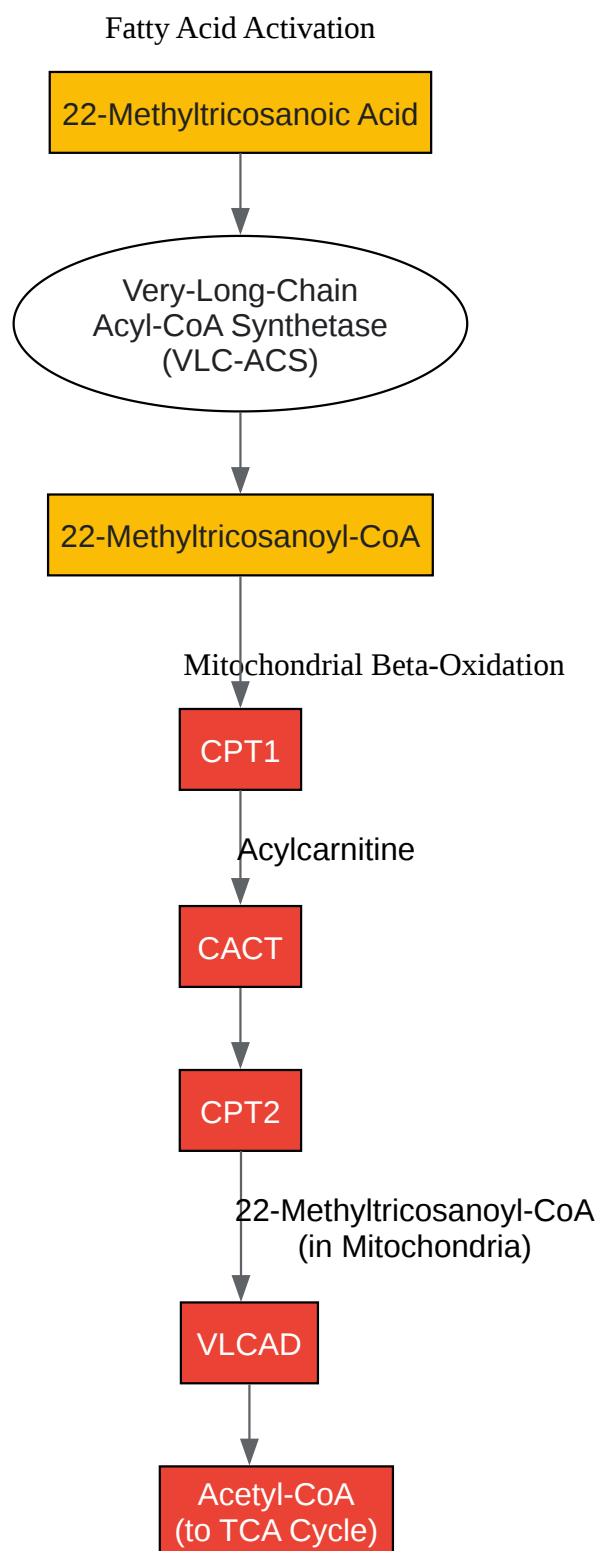 Fatty Acid Activation
22-Methyltricosanoic Acid
Very-Long-Chain
Acyl-CoA Synthetase
(VLC-ACS)
22-Methyltricosanoyl-CoA
Mitochondrial Beta-Oxidation
CPT1
Acylcarnitine
CACT
CPT2
22-Methyltricosanoyl-CoA
(in Mitochondria)
VLCAD
Acetyl-CoA
(to TCA Cycle)